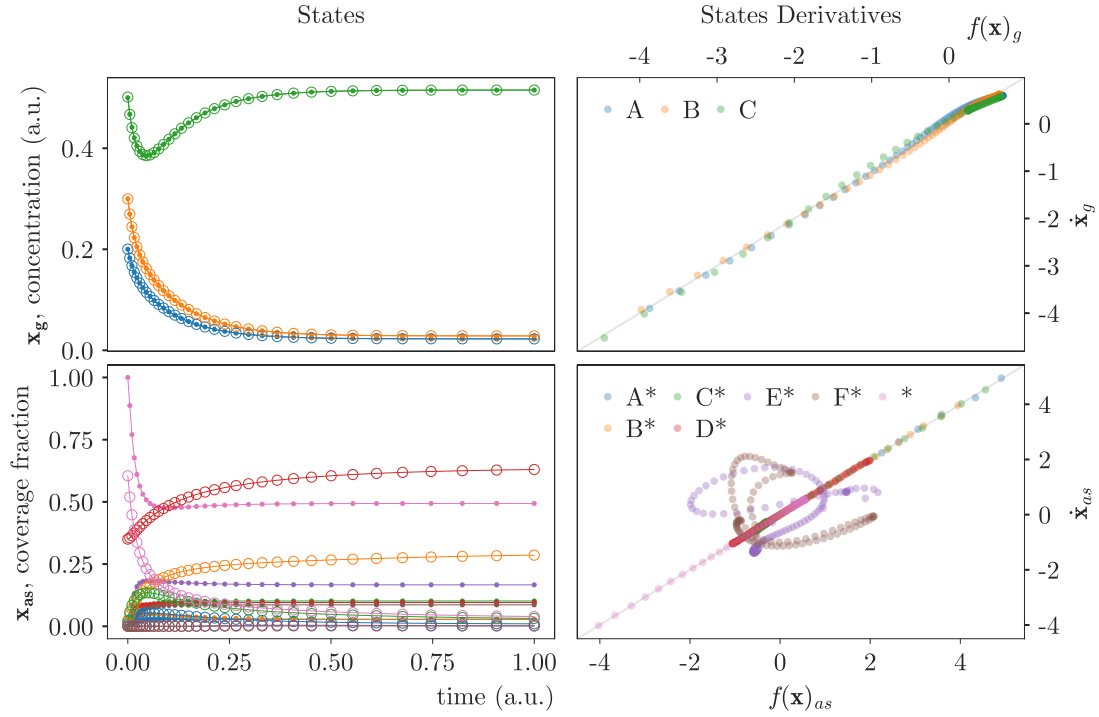 States
States Derivatives
f(x)g
-4 -3 -2 -1 0
A B C
0.4
0.2
0.0
xg, concentration (a.u.)
0
-1
-2
-3
-4
ẋg
1.00
0.75
0.50
0.25
0.00
xas, coverage fraction
A* C* E* F* *
B* D*
4
2
0
-2
-4
ẋas
0.00 0.25 0.50 0.75 1.00
time (a.u.)
-4 -2 0 2 4
f(x)as